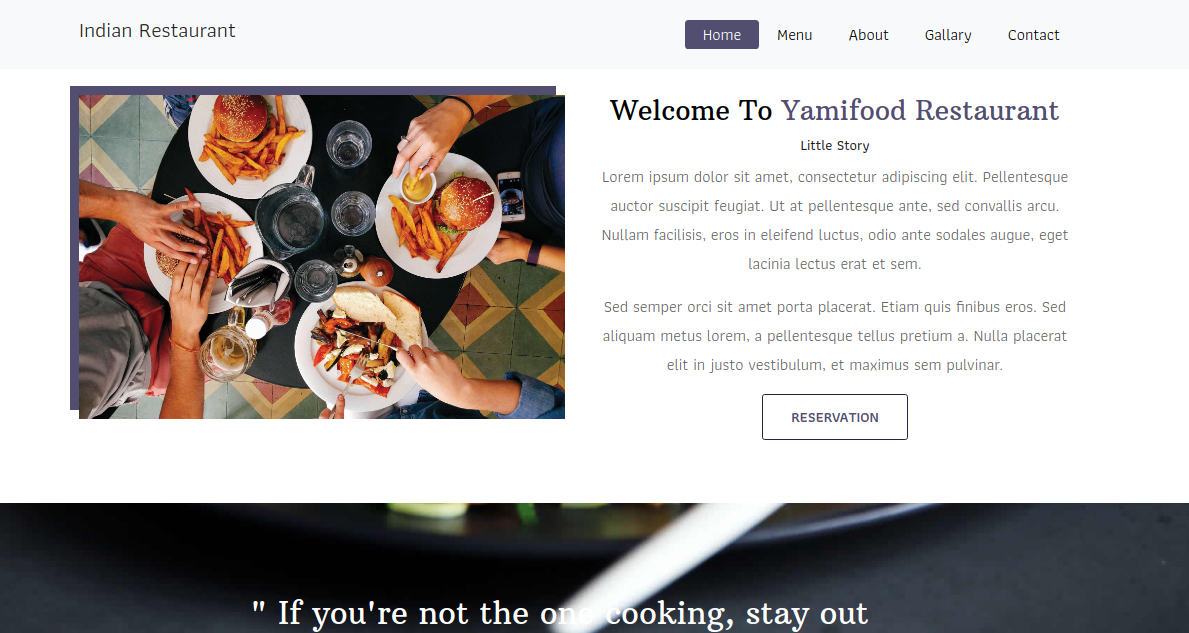 Indian Restaurant
Home Menu About Gallary Contact
Welcome To Yamifood Restaurant
Little Story
Lorem ipsum dolor sit amet, consectetur adipiscing elit. Pellentesque
auctor suscipit feugiat. Ut at pellentesque ante, sed convallis arcu.
Nullam facilisis, eros in eleifend luctus, odio ante sodales augue, eget
lacinia lectus erat et sem.
Sed semper orci sit amet porta placerat. Etiam quis finibus eros. Sed
aliquam metus lorem, a pellentesque tellus pretium a. Nulla placerat
elit in justo vestibulum, et maximus sem pulvinar.
RESERVATION
" If you're not the one cooking, stay out